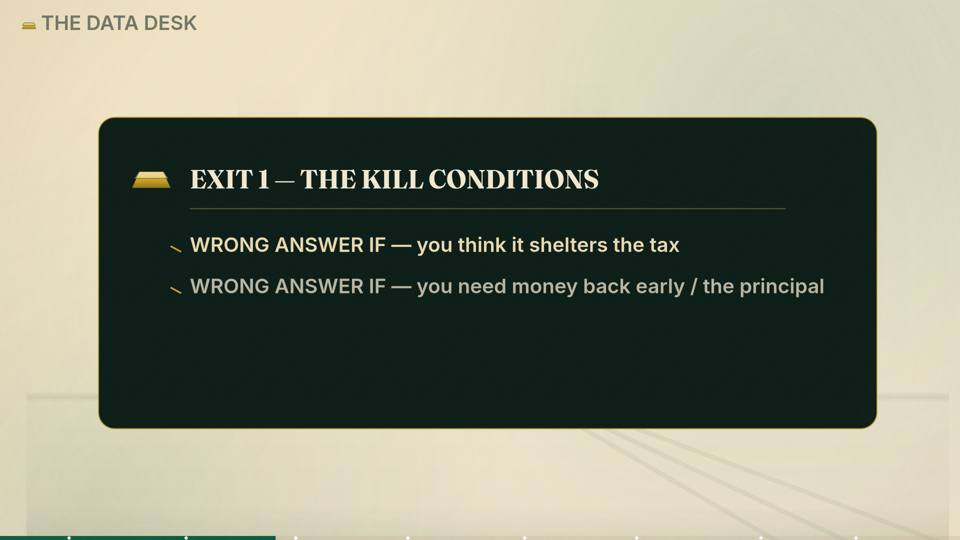 THE DATA DESK
EXIT 1 — THE KILL CONDITIONS
WRONG ANSWER IF — you think it shelters the tax
WRONG ANSWER IF — you need money back early / the principal